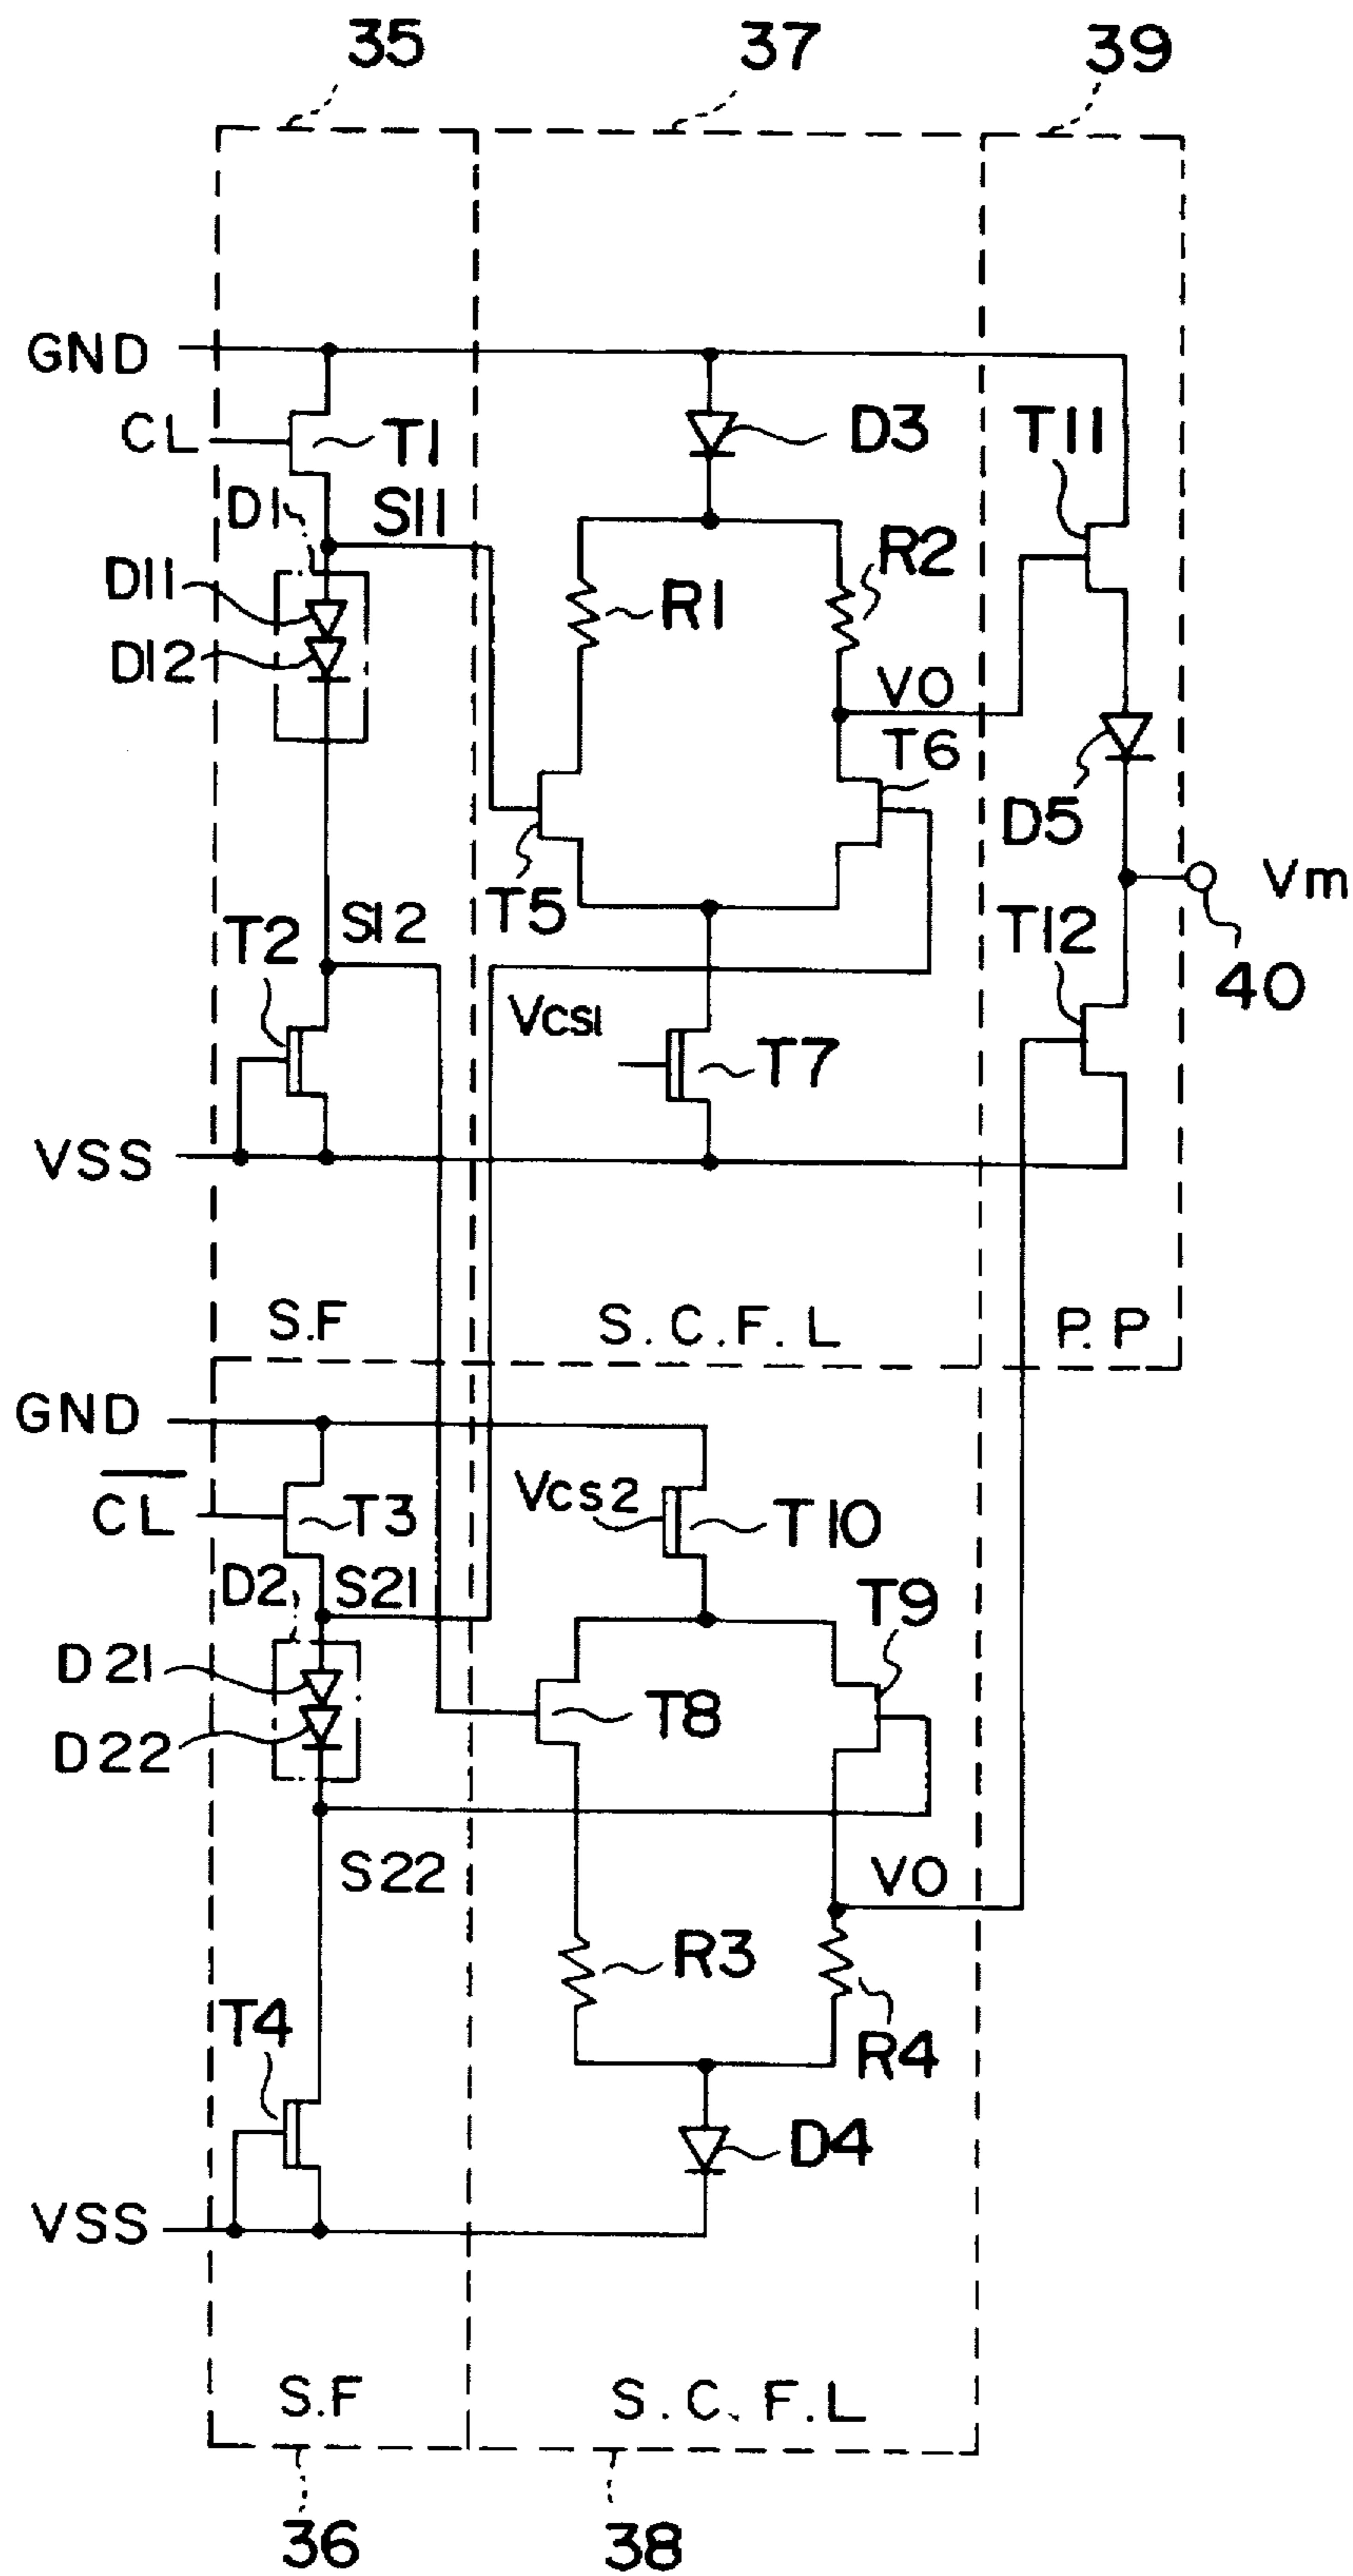 35
37
39
GND
CL
T1
D3
T11
D1
S11
R2
D11
R1
D12
VO
T6
D5
Vm
T2
S12
T5
T12
40
Vcs1
T7
VSS
S.F
S.C.F.L
P.P
GND
Vcs2
CL
T3
T10
D2
S21
T9
D21
T8
D22
S22
VO
R3
T4
R4
D4
VSS
S.F
S.C.F.L
36
38